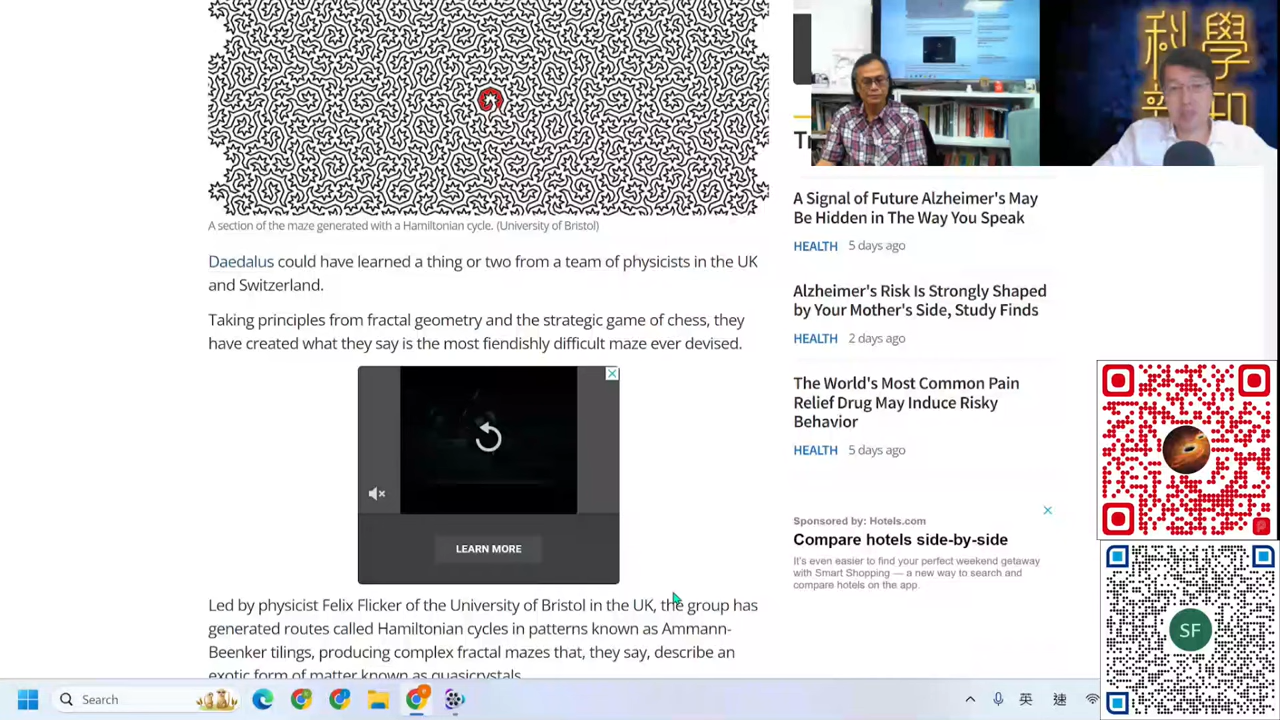 A section of the maze generated with a Hamiltonian cycle. (University of Bristol)
Daedalus could have learned a thing or two from a team of physicists in the UK
and Switzerland.
Taking principles from fractal geometry and the strategic game of chess, they
have created what they say is the most fiendishly difficult maze ever devised.
LEARN MORE
Led by physicist Felix Flicker of the University of Bristol in the UK, the group has
generated routes called Hamiltonian cycles in patterns known as Ammann-
Beenker tilings, producing complex fractal mazes that, they say, describe an
exotic form of matter known as quasicrystals.
科學
A Signal of Future Alzheimer's May
Be Hidden in The Way You Speak
HEALTH 5 days ago
Alzheimer's Risk Is Strongly Shaped
by Your Mother's Side, Study Finds
HEALTH 2 days ago
The World's Most Common Pain
Relief Drug May Induce Risky
Behavior
HEALTH 5 days ago
Sponsored by: Hotels.com
Compare hotels side-by-side
It's even easier to find your perfect weekend getaway
with Smart Shopping — a new way to search and
compare hotels on the app.
SF
Search
英
速